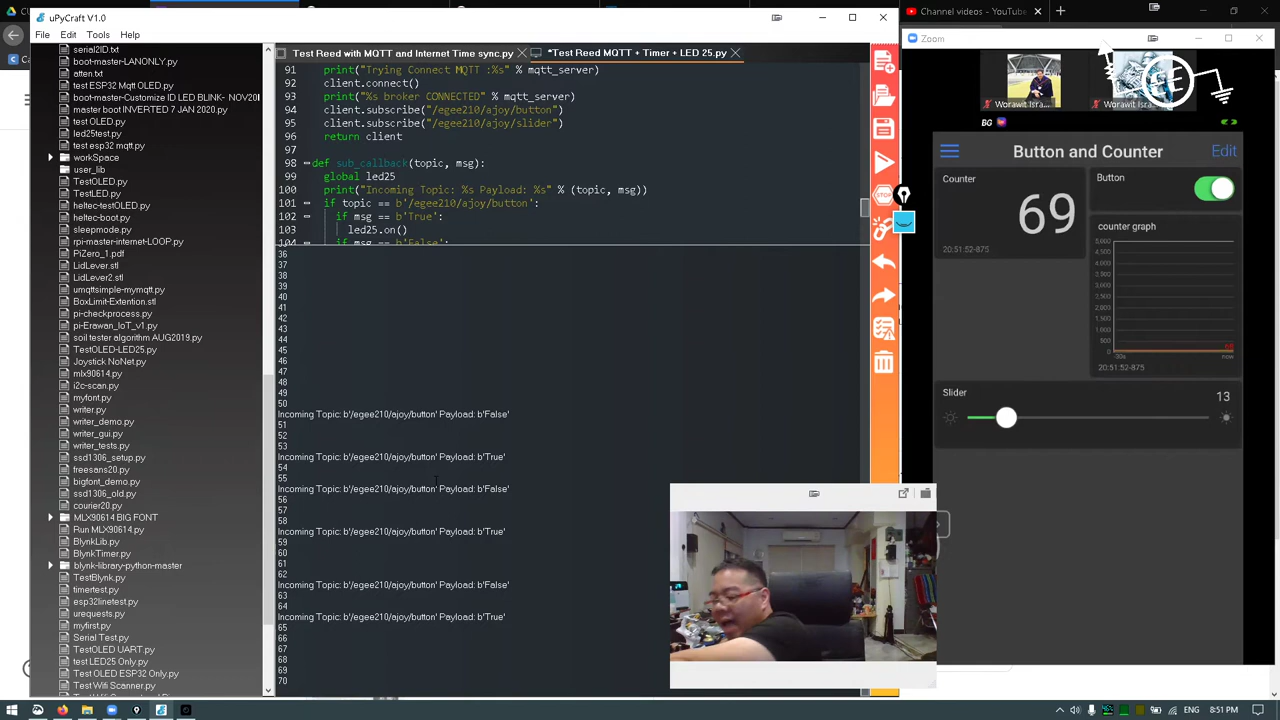 uPyCraft V1.0
File Edit Tools Help
serial2ID.txt
boot-master-LANONLY.py
atten.txt
test ESP32 Mqtt OLED.py
boot-master-Customize ID LED BLINK- NOV201
master boot INVERTED 7 JAN 2020.py
test OLED.py
led25test.py
test esp32 mqtt.py
workSpace
user_lib
TestOLED.py
TestLED.py
heltec-testOLED.py
heltec-boot.py
sleepmode.py
rpi-master-internet-LOOP.py
PiZero_1.pdf
LidLever.stl
LidLever2.stl
umqttsimple-mymqtt.py
BoxLimit-Extention.stl
pi-checkprocess.py
pi-Erawan_IoT_v1.py
soil tester algorithm AUG2019.py
TestOLED-LED25.py
Joystick NoNet.py
mlx90614.py
i2c-scan.py
myfont.py
writer.py
writer_demo.py
writer_gui.py
writer_tests.py
ssd1306_setup.py
freesans20.py
bigfont_demo.py
ssd1306_old.py
courier20.py
MLX90614 BIG FONT
Run MLX90614.py
BlynkLib.py
BlynkTimer.py
blynk-library-python-master
TestBlynk.py
timertest.py
esp32linetest.py
urequests.py
myfirst.py
Serial Test.py
TestOLED UART.py
test LED25 Only.py
Test OLED ESP32 Only.py
Test Wifi Scanner.py
Test Reed with MQTT and Internet Time sync.py
*Test Reed MQTT + Timer + LED 25.py
91 print("Trying Connect MQTT :%s" % mqtt_server)
92 client.connect()
93 print("%s broker CONNECTED" % mqtt_server)
94 client.subscribe("/egee210/ajoy/button")
95 client.subscribe("/egee210/ajoy/slider")
96 return client
97
98 def sub_callback(topic, msg):
99 global led25
100 print("Incoming Topic: %s Payload: %s" % (topic, msg))
101 if topic == b'/egee210/ajoy/button':
102 if msg == b'True':
103 led25.on()
104 if msg == b'False':
36
37
38
39
40
41
42
43
44
45
46
47
48
49
50
Incoming Topic: b'/egee210/ajoy/button' Payload: b'False'
51
52
53
Incoming Topic: b'/egee210/ajoy/button' Payload: b'True'
54
55
Incoming Topic: b'/egee210/ajoy/button' Payload: b'False'
56
57
58
Incoming Topic: b'/egee210/ajoy/button' Payload: b'True'
59
60
61
62
Incoming Topic: b'/egee210/ajoy/button' Payload: b'False'
63
64
Incoming Topic: b'/egee210/ajoy/button' Payload: b'True'
65
66
67
68
69
70
STOP
Channel videos - YouTube
Zoom
Worawit Isra...
Worawit Isra...
BG
Button and Counter
Edit
Counter
69
20:51:52-875
Button
counter graph
5,000
4,500
4,000
3,500
3,000
2,500
2,000
1,500
1,000
500
0
-30s
now
20:51:52-875
Slider
13
8:51 PM